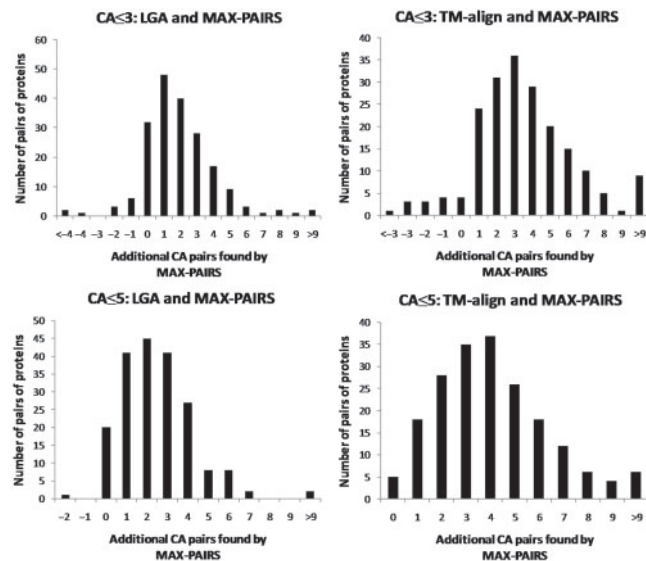 CA≤3: LGA and MAX-PAIRS
Number of pairs of proteins
60
50
40
30
20
10
0
<−4 −4 −3 −2 −1 0 1 2 3 4 5 6 7 8 9 >9
Additional CA pairs found by
MAX-PAIRS
CA≤3: TM-align and MAX-PAIRS
Number of pairs of proteins
40
35
30
25
20
15
10
5
0
<−3 −3 −2 −1 0 1 2 3 4 5 6 7 8 9 >9
Additional CA pairs found by
MAX-PAIRS
CA≤5: LGA and MAX-PAIRS
Number of pairs of proteins
50
45
40
35
30
25
20
15
10
5
0
−2 −1 0 1 2 3 4 5 6 7 8 9 >9
Additional CA pairs found by
MAX-PAIRS
CA≤5: TM-align and MAX-PAIRS
Number of pairs of proteins
40
35
30
25
20
15
10
5
0
0 1 2 3 4 5 6 7 8 9 >9
Additional CA pairs found by
MAX-PAIRS